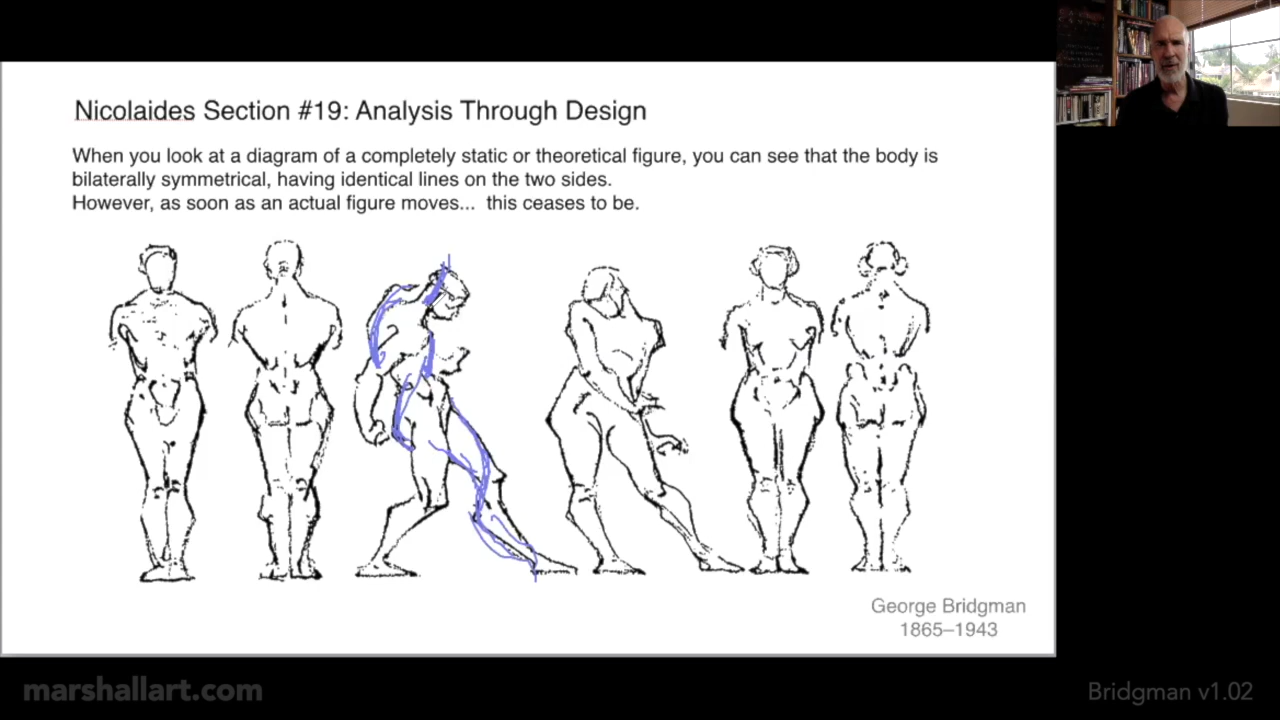 Nicolaides Section #19: Analysis Through Design
When you look at a diagram of a completely static or theoretical figure, you can see that the body is
bilaterally symmetrical, having identical lines on the two sides.
However, as soon as an actual figure moves... this ceases to be.
George Bridgman
1865–1943
marshallart.com
Bridgman v1.02